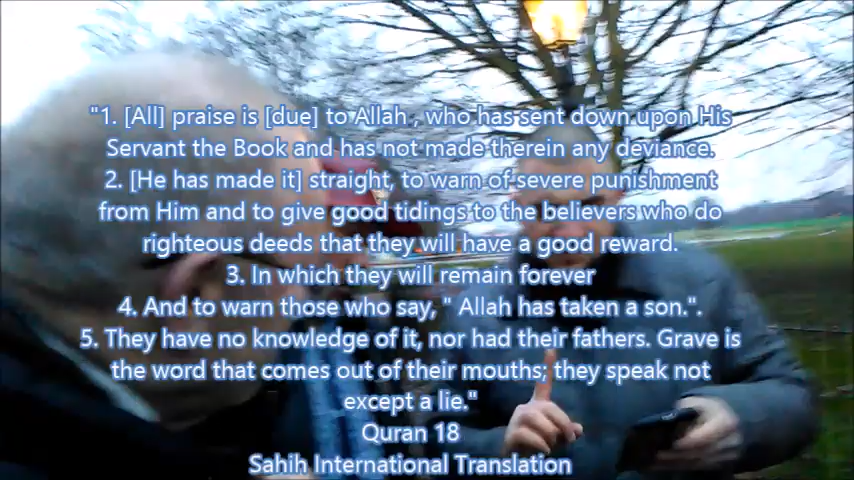 "1. [All] praise is [due] to Allah , who has sent down upon His
Servant the Book and has not made therein any deviance.
2. [He has made it] straight, to warn of severe punishment
from Him and to give good tidings to the believers who do
righteous deeds that they will have a good reward.
3. In which they will remain forever
4. And to warn those who say, " Allah has taken a son.".
5. They have no knowledge of it, nor had their fathers. Grave is
the word that comes out of their mouths; they speak not
except a lie."
Quran 18
Sahih International Translation